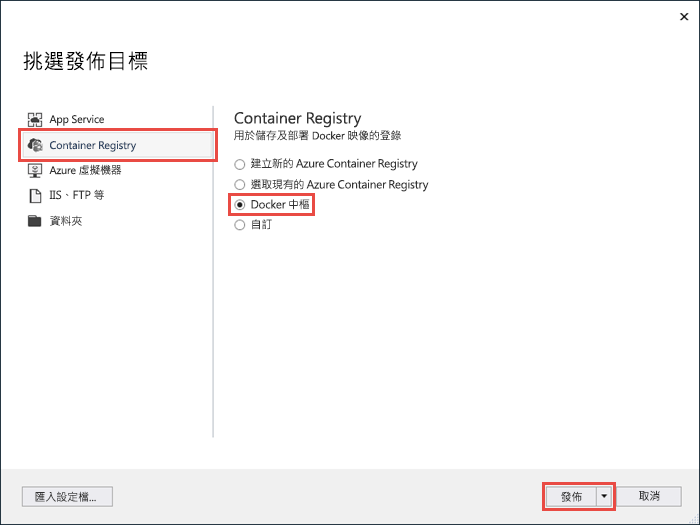 挑選發佈目標
App Service
Container Registry
Azure 虛擬機器
IIS、FTP 等
資料夾
Container Registry
用於儲存及部署 Docker 映像的登錄
建立新的 Azure Container Registry
選取現有的 Azure Container Registry
Docker 中樞
自訂
匯入設定檔...
發佈
取消